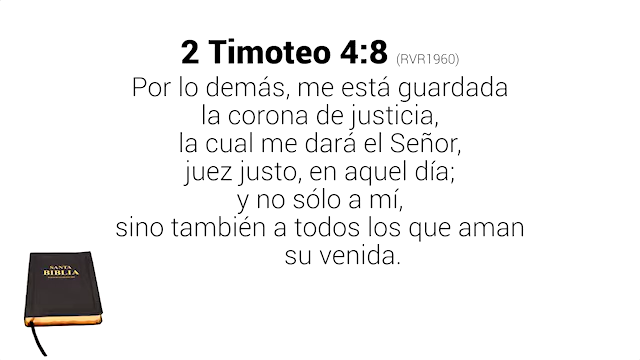 2 Timoteo 4:8 (RVR1960)
Por lo demás, me está guardada
la corona de justicia,
la cual me dará el Señor,
juez justo, en aquel día;
y no sólo a mí,
sino también a todos los que aman
su venida.
SANTA
BIBLIA